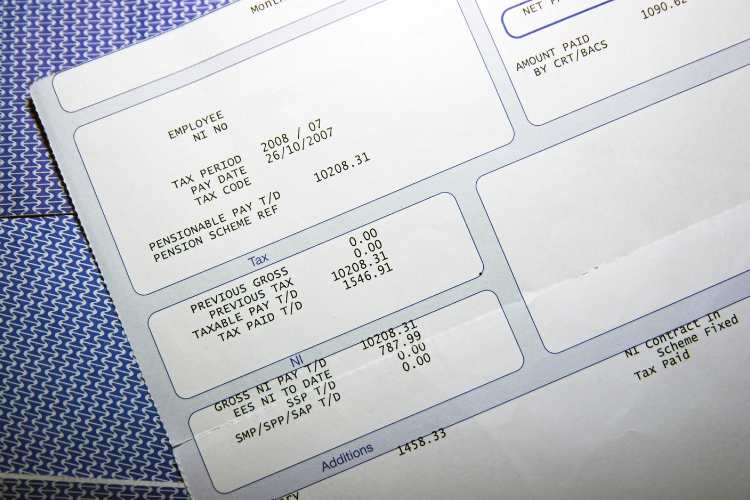 Month
NET P
1090.62
AMOUNT PAID
BY CRT/BACS
EMPLOYEE
NI NO
TAX PERIOD 2008 / 07
PAY DATE 26/10/2007
TAX CODE
PENSIONABLE PAY T/D 10208.31
PENSION SCHEME REF
Tax
PREVIOUS GROSS 0.00
PREVIOUS TAX 0.00
TAXABLE PAY T/D 10208.31
TAX PAID T/D 1546.91
NI
GROSS NI PAY T/D 10208.31
EES NI TO DATE 787.99
SSP T/D 0.00
SMP/SPP/SAP T/D 0.00
NI Contract In
Scheme Fixed
Tax Paid
Additions
1458.33